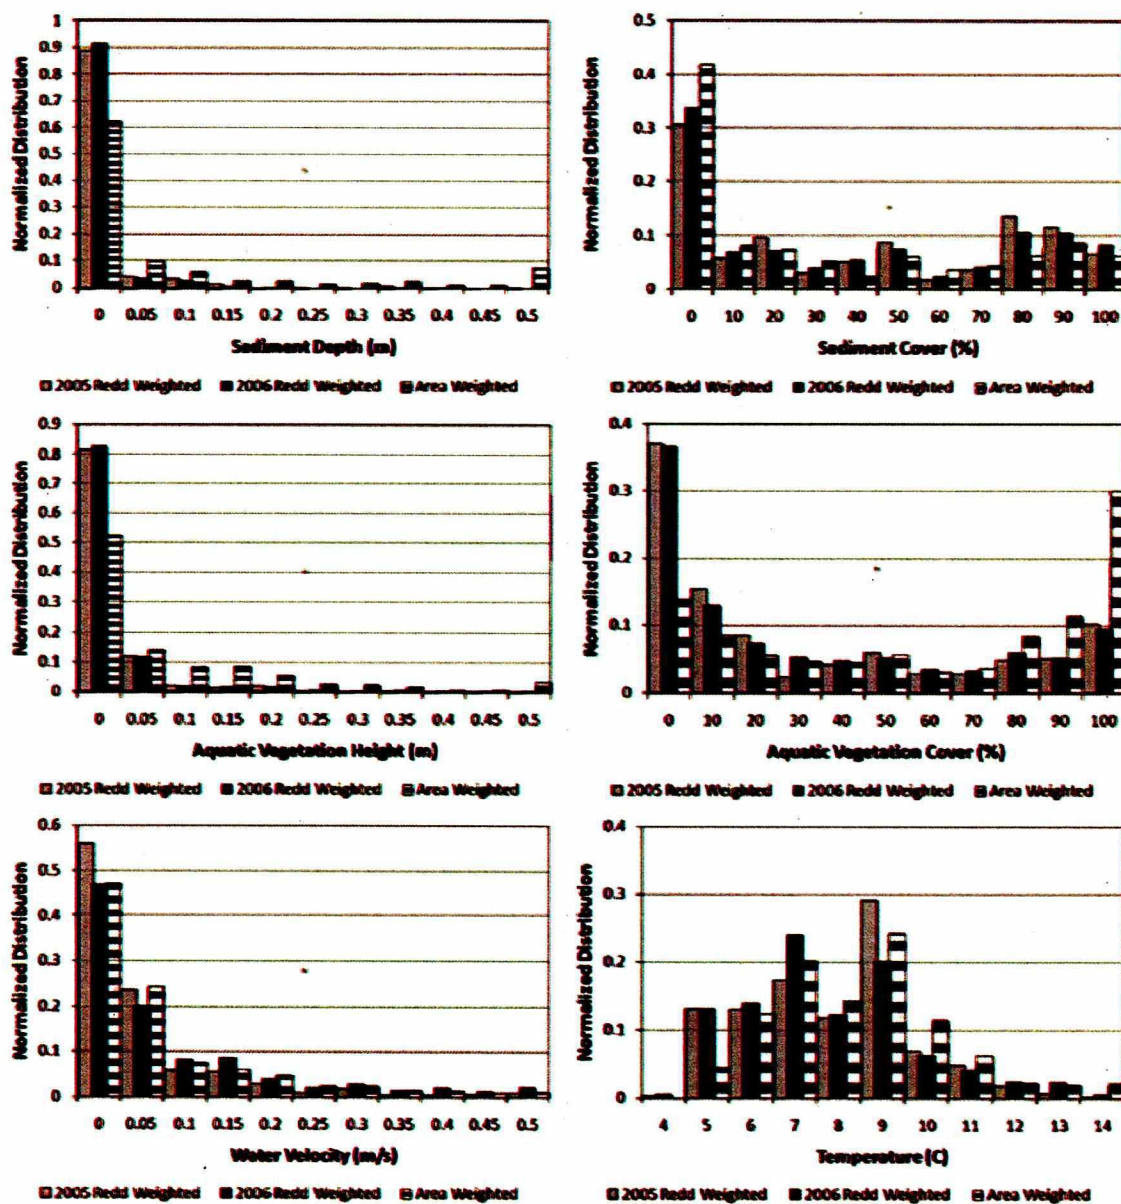 Normalized Distribution
1
0.9
0.8
0.7
0.6
0.5
0.4
0.3
0.2
0.1
0
0 0.05 0.1 0.15 0.2 0.25 0.3 0.35 0.4 0.45 0.5
Sediment Depth (m)
2005 Redd Weighted 2006 Redd Weighted Area Weighted
Normalized Distribution
0.5
0.4
0.3
0.2
0.1
0
0 10 20 30 40 50 60 70 80 90 100
Sediment Cover (%)
2005 Redd Weighted 2006 Redd Weighted Area Weighted
Normalized Distribution
0.9
0.8
0.7
0.6
0.5
0.4
0.3
0.2
0.1
0
0 0.05 0.1 0.15 0.2 0.25 0.3 0.35 0.4 0.45 0.5
Aquatic Vegetation Height (m)
2005 Redd Weighted 2006 Redd Weighted Area Weighted
Normalized Distribution
0.4
0.3
0.2
0.1
0
0 10 20 30 40 50 60 70 80 90 100
Aquatic Vegetation Cover (%)
2005 Redd Weighted 2006 Redd Weighted Area Weighted
Normalized Distribution
0.6
0.5
0.4
0.3
0.2
0.1
0
0 0.05 0.1 0.15 0.2 0.25 0.3 0.35 0.4 0.45 0.5
Water Velocity (m/s)
2005 Redd Weighted 2006 Redd Weighted Area Weighted
Normalized Distribution
0.4
0.3
0.2
0.1
0
4 5 6 7 8 9 10 11 12 13 14
Temperature (C)
2005 Redd Weighted 2006 Redd Weighted Area Weighted